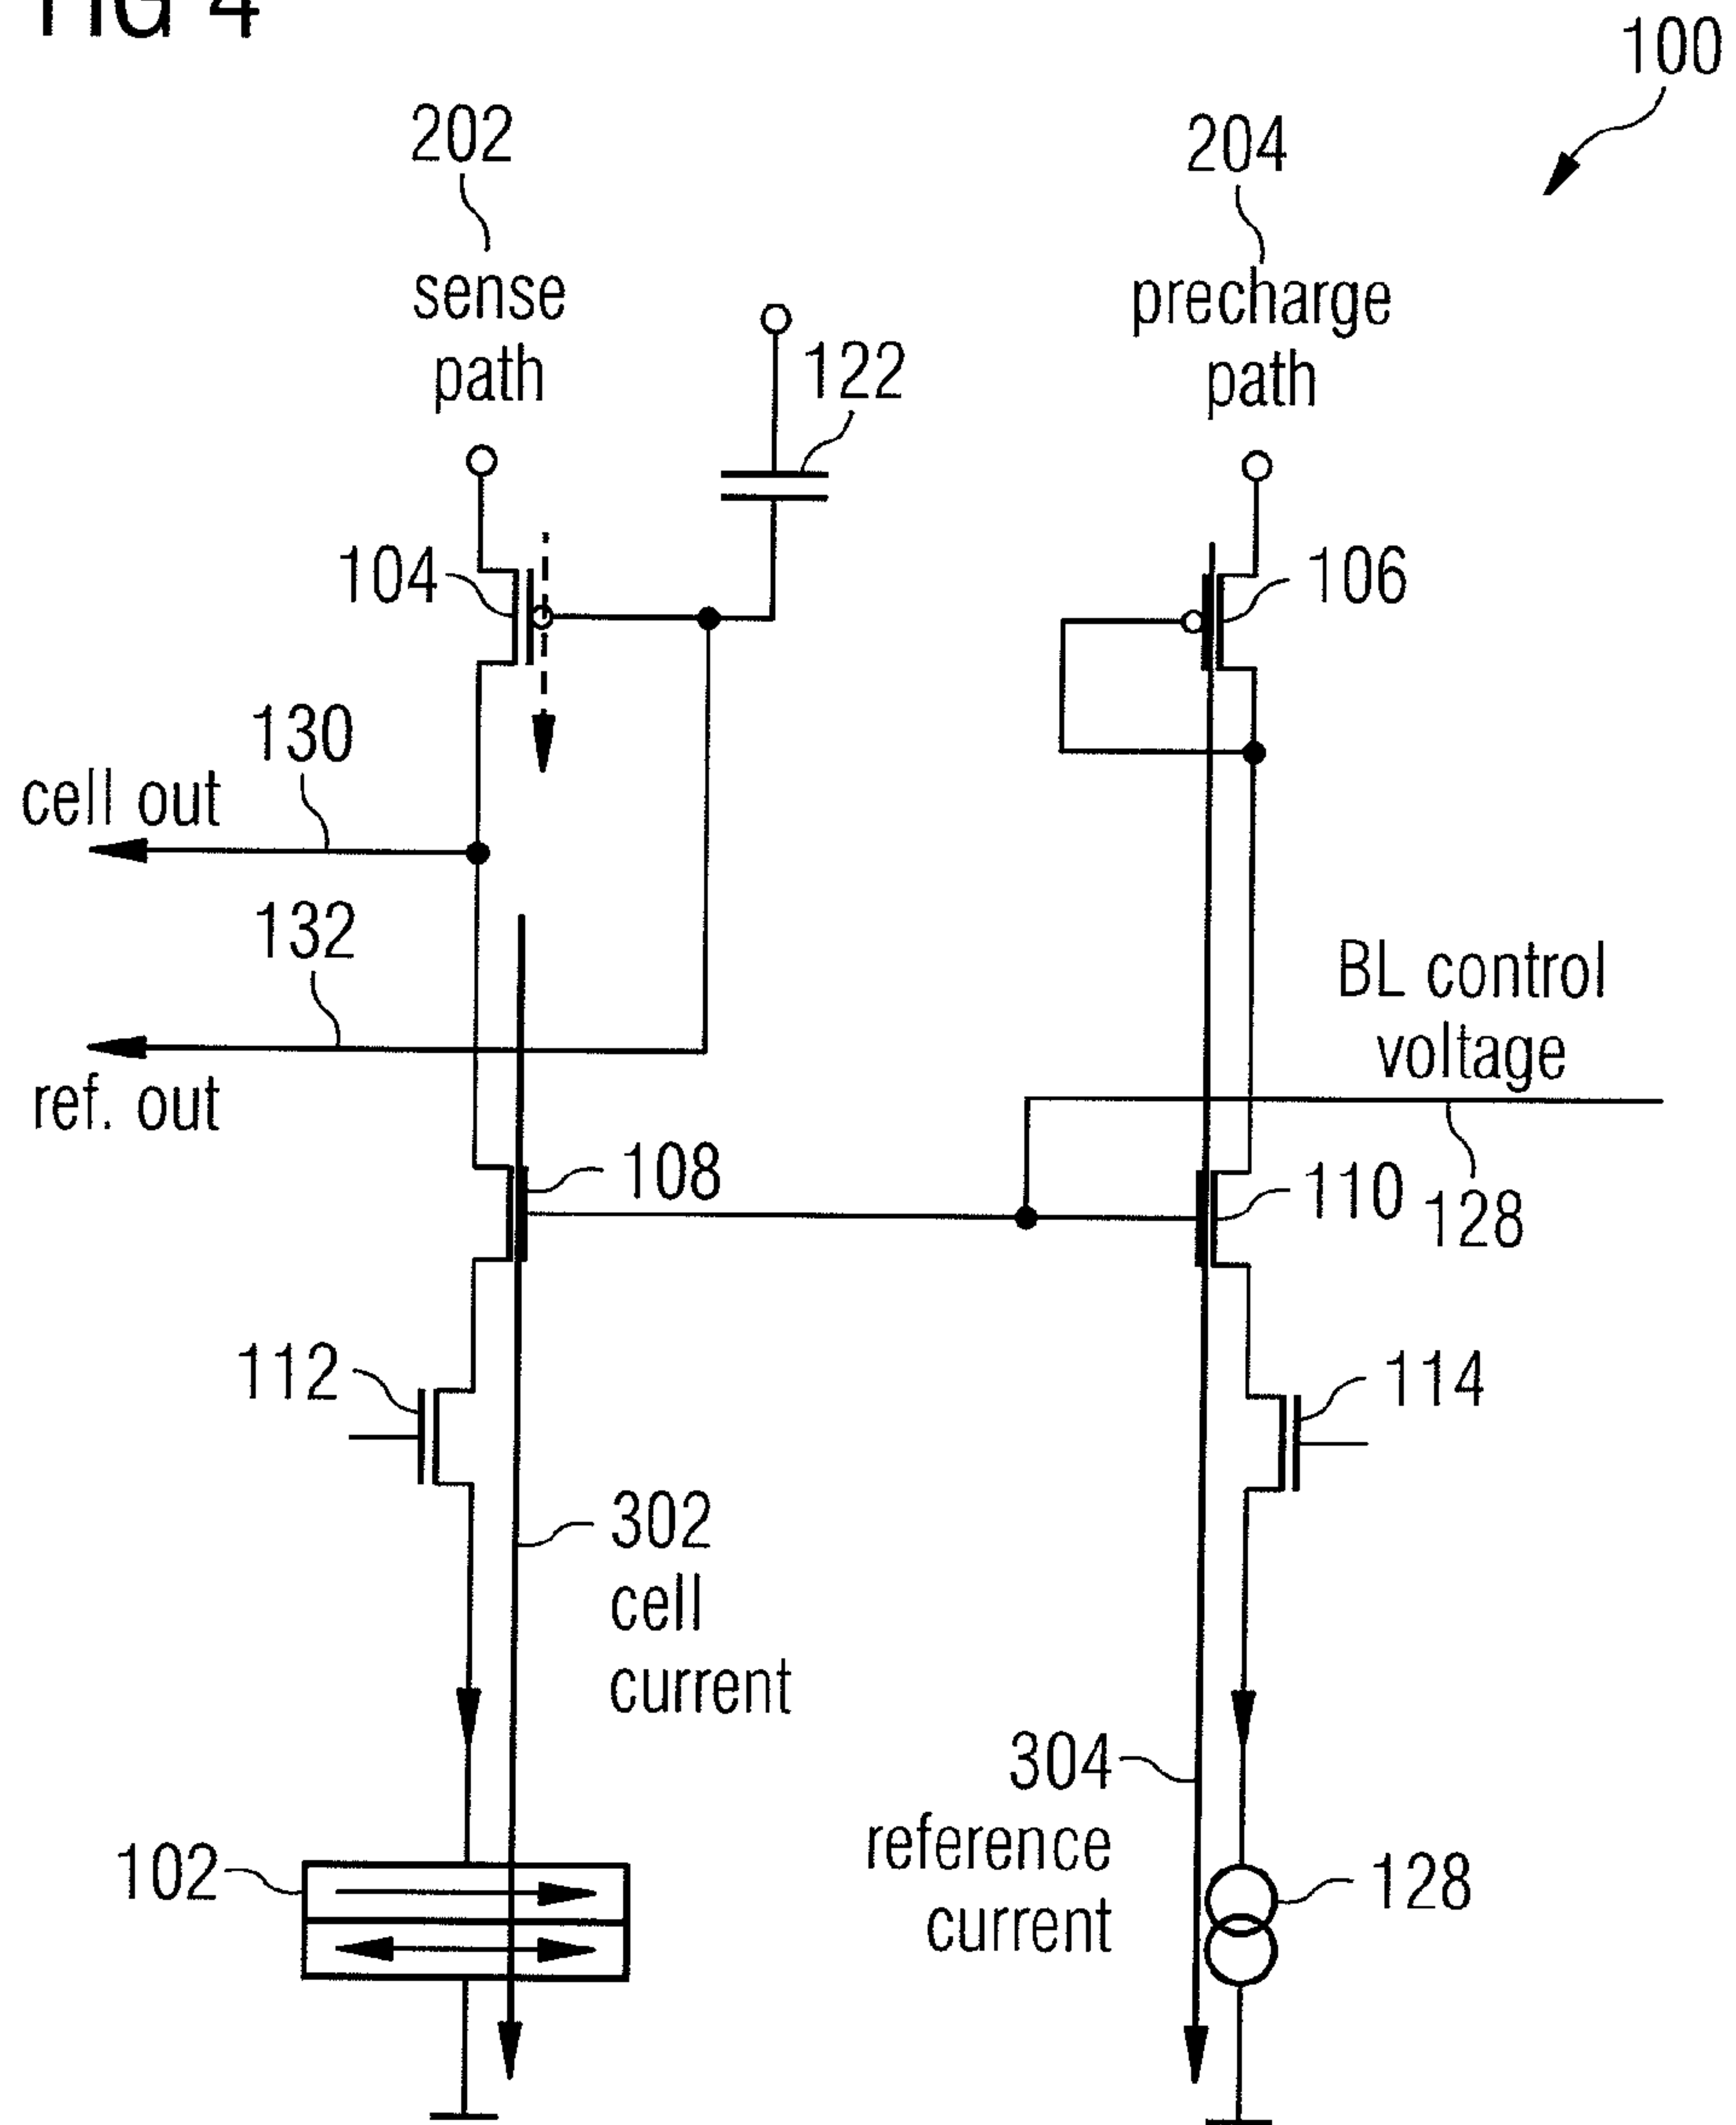 FIG 4
100
202
sense
path
204
precharge
path
122
104
106
130
cell out
132
ref. out
BL control
voltage
128
108
110
112
114
302
cell
current
304
reference
current
102
128